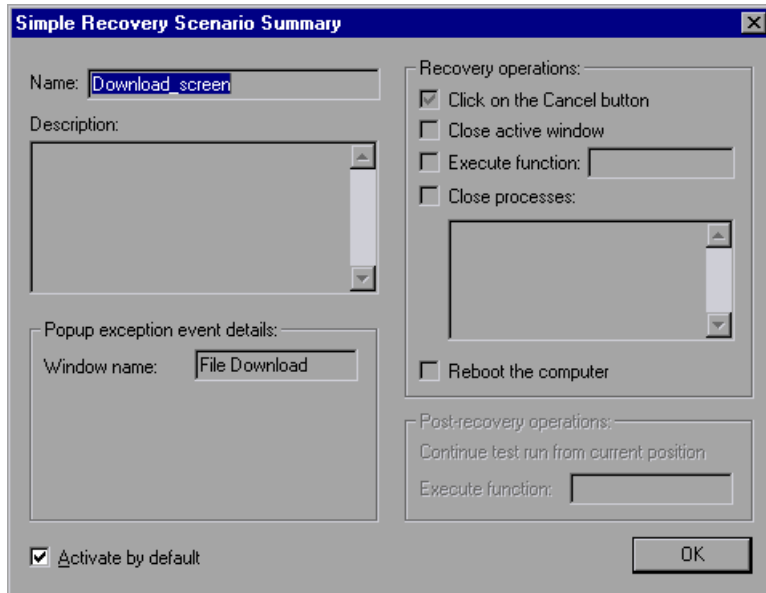 Simple Recovery Scenario Summary
Name: Download_screen
Description:
Popup exception event details:
Window name: File Download
Activate by default
Recovery operations:
Click on the Cancel button
Close active window
Execute function:
Close processes:
Reboot the computer
Post-recovery operations:
Continue test run from current position
Execute function:
OK